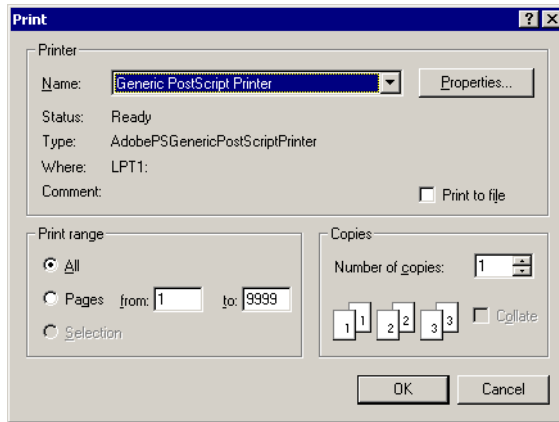 Print
Printer
Name: Generic PostScript Printer Properties...
Status: Ready
Type: AdobePSGenericPostScriptPrinter
Where: LPT1:
Comment: Print to file
Print range
All
Pages from: 1 to: 9999
Selection
Copies
Number of copies: 1
1 1 2 2 3 3 Collate
OK Cancel